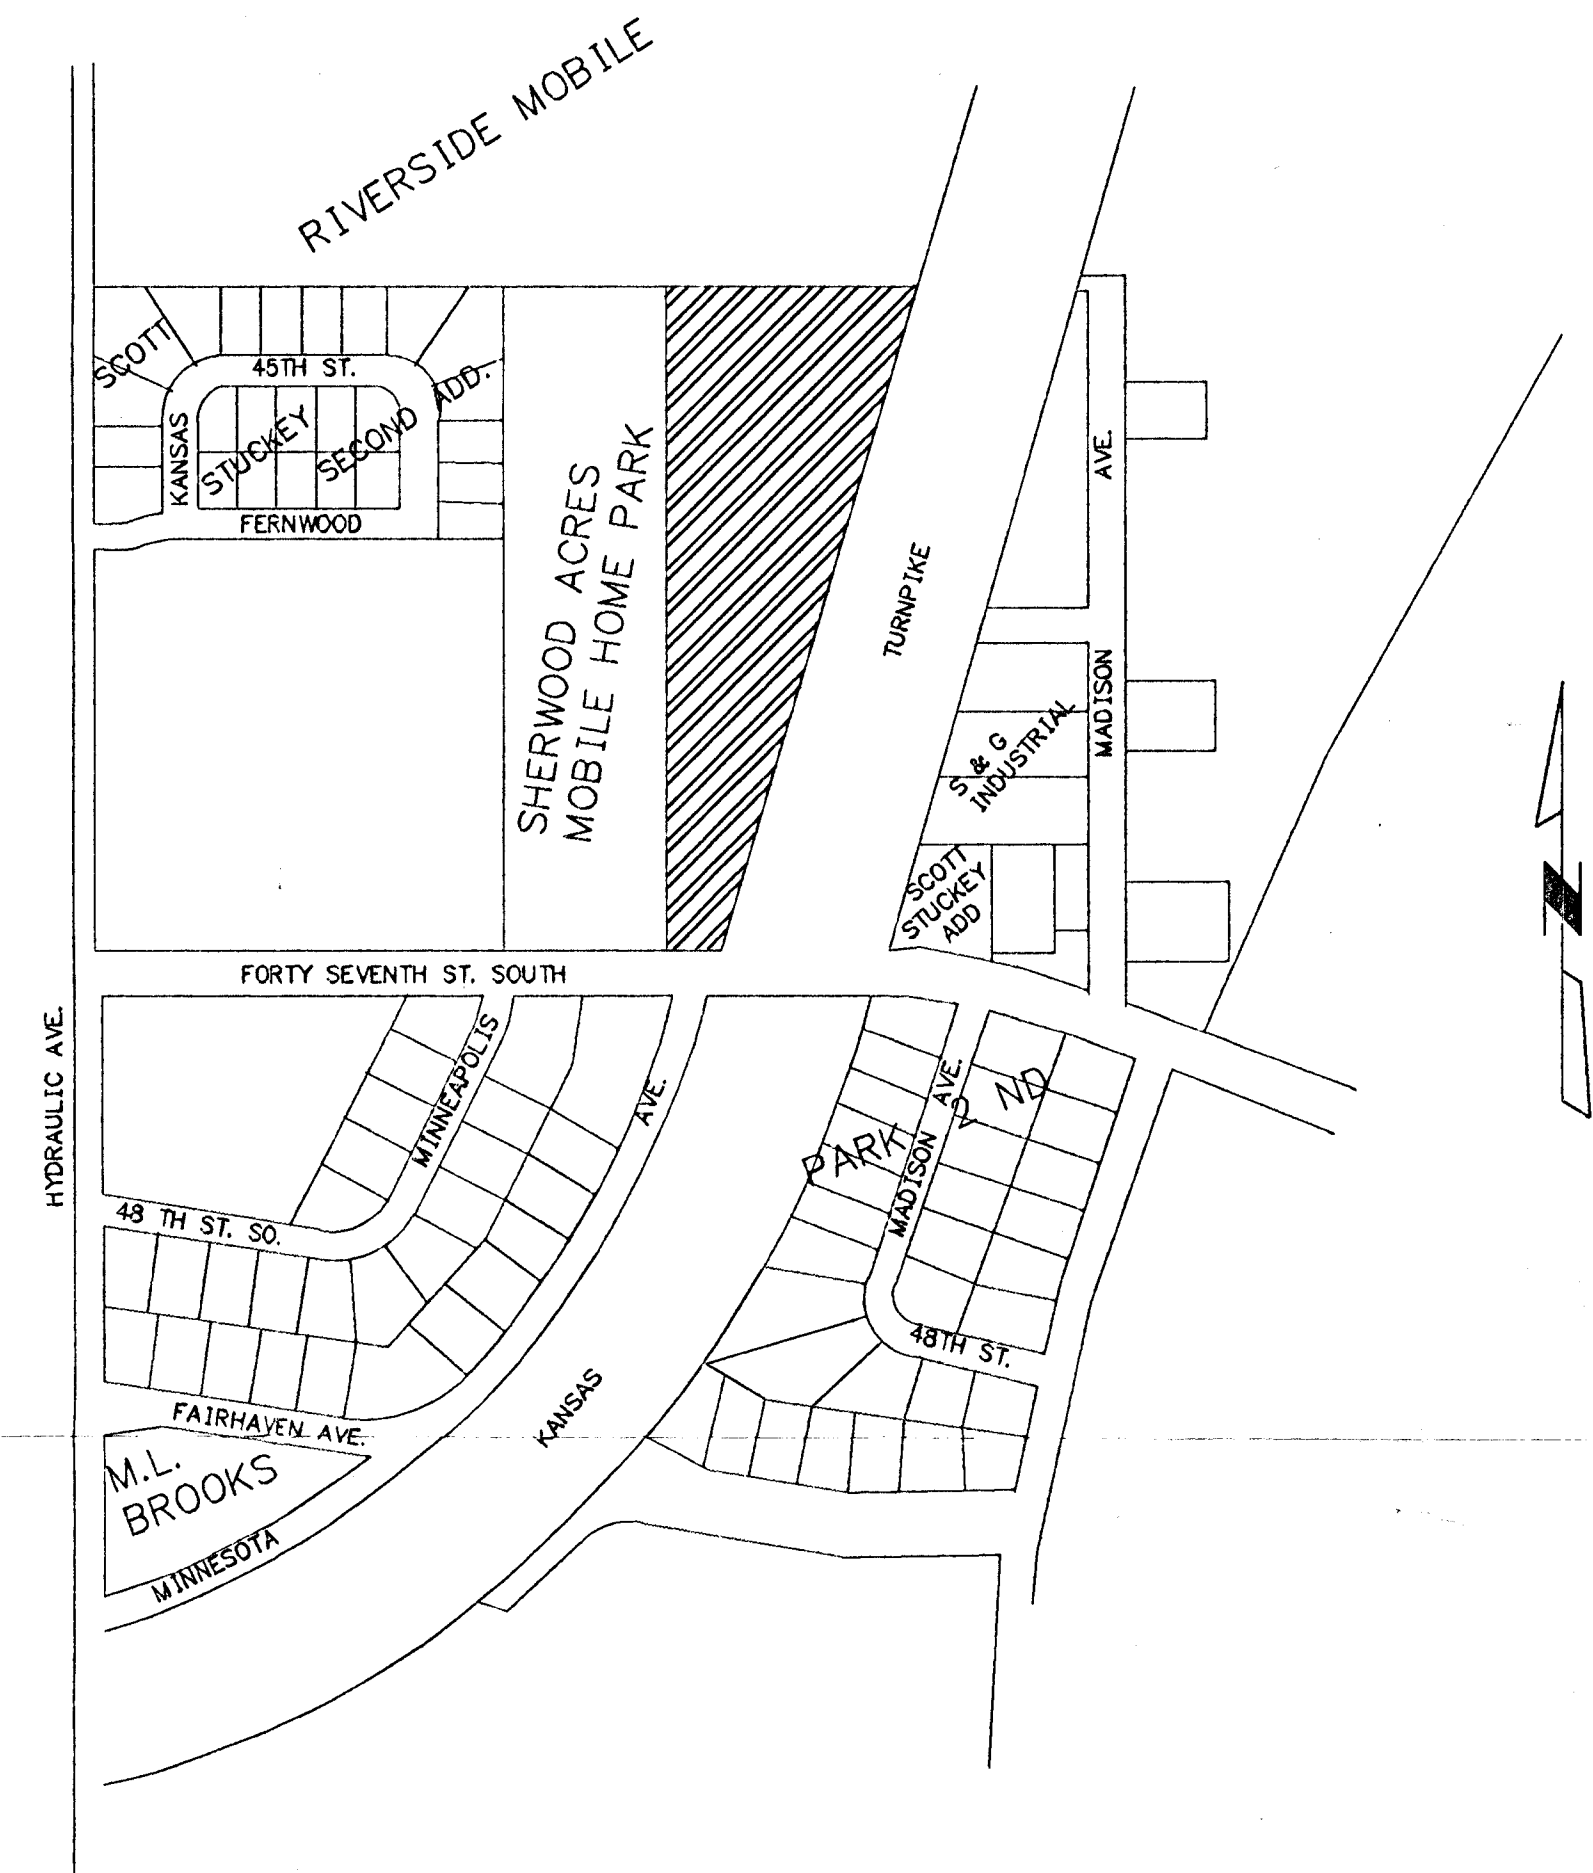 RIVERSIDE MOBILE
SCOTT
45TH ST.
ADD.
KANSAS
STUCKEY
SECOND
FERNWOOD
SHERWOOD ACRES
MOBILE HOME PARK
TURNPIKE
AVE.
MADISON
S & G
INDUSTRIAL
SCOTT
STUCKEY
ADD
N
FORTY SEVENTH ST. SOUTH
HYDRAULIC AVE.
MINNEAPOLIS
AVE.
AVE.
MADISON
PARK 2 ND
48 TH ST. SO.
48TH ST.
KANSAS
FAIRHAVEN AVE.
M.L.
BROOKS
MINNESOTA